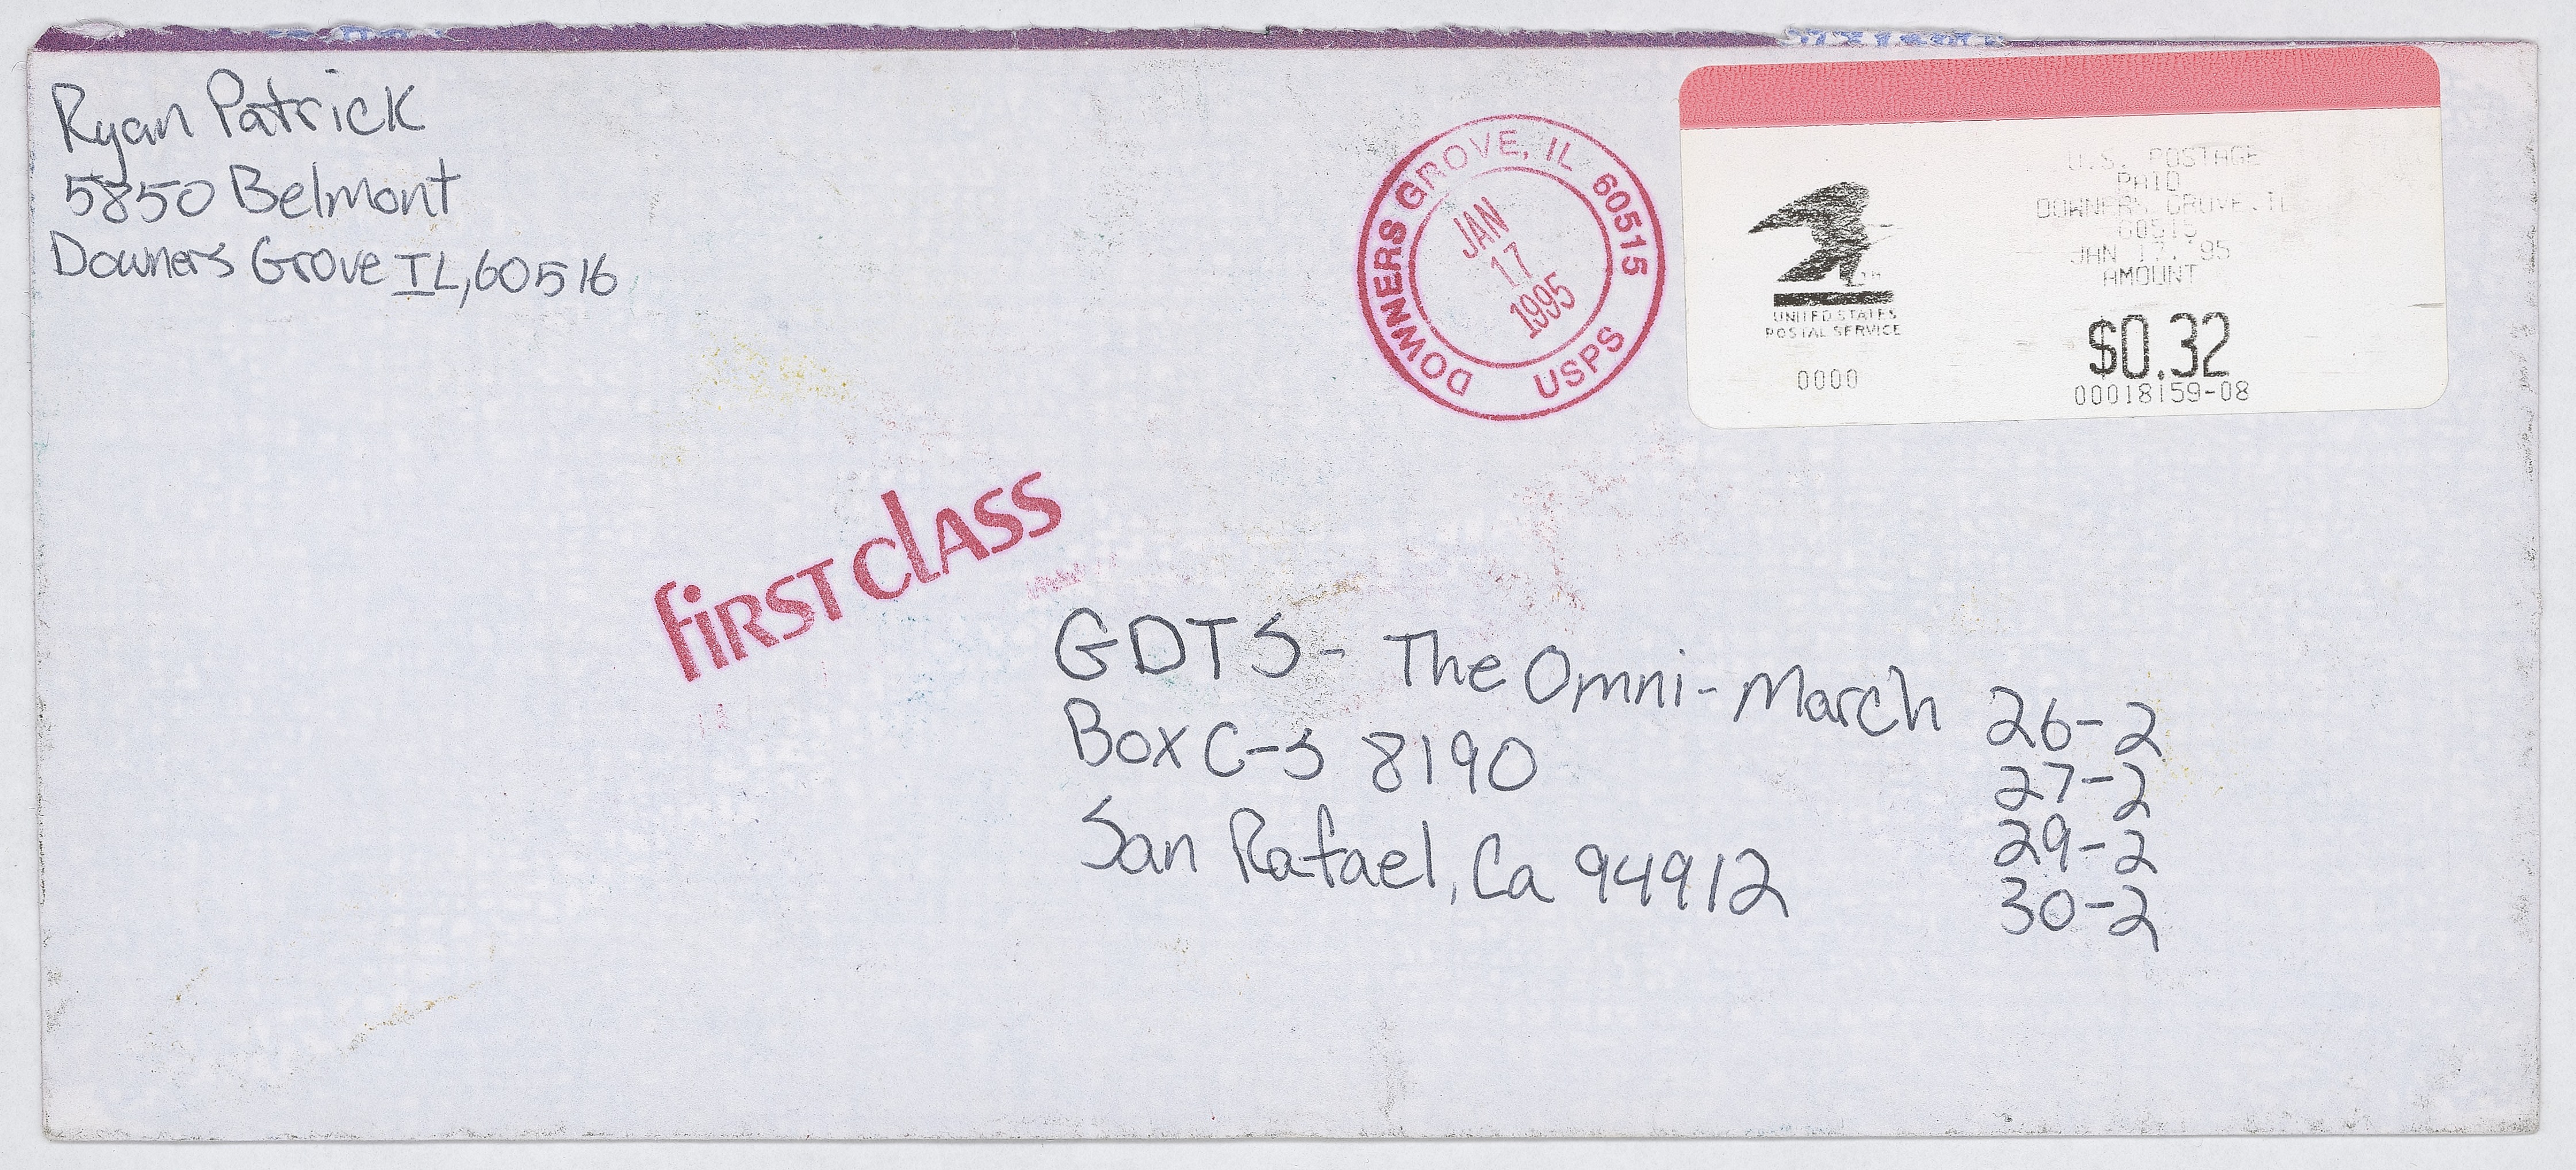 Ryan Patrick
5850 Belmont
Downers Grove IL, 60516
DOWNERS GROVE, IL 60515
JAN
17
1995
USPS
U.S. POSTAGE
PAID
DOWNERS GROVE, IL
60515
JAN 17, 95
AMOUNT
$0.32
00018159-08
UNITED STATES
POSTAL SERVICE
0000
FIRST CLASS
GDTS - The Omni - March 26-2
Box C-S 8190 27-2
San Rafael, Ca 94912 29-2
30-2